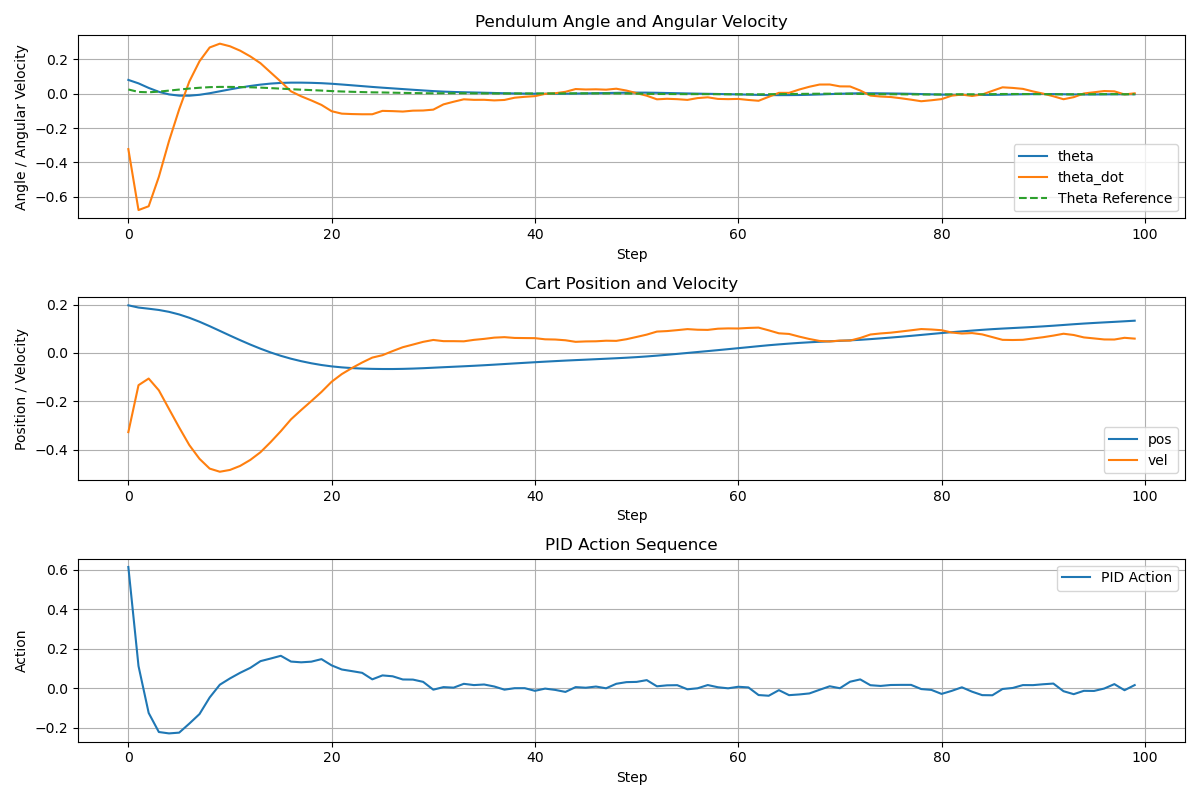 Pendulum Angle and Angular Velocity
Angle / Angular Velocity
0.2
0.0
−0.2
−0.4
−0.6
theta
theta_dot
Theta Reference
0 20 40 60 80 100
Step
Cart Position and Velocity
Position / Velocity
0.2
0.0
−0.2
−0.4
pos
vel
0 20 40 60 80 100
Step
PID Action Sequence
Action
0.6
0.4
0.2
0.0
−0.2
PID Action
0 20 40 60 80 100
Step